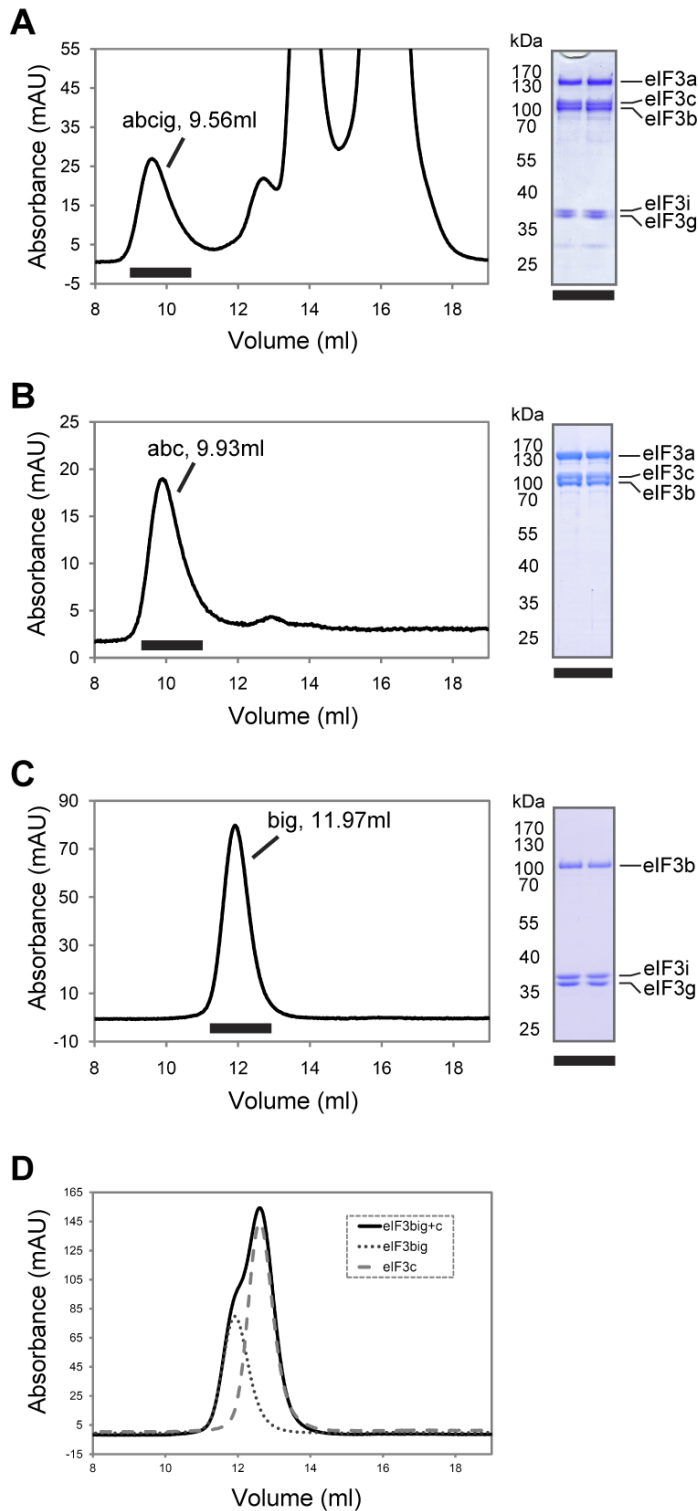 A
Absorbance (mAU)
55
45
35
25
15
5
-5
abcig, 9.56ml
8 10 12 14 16 18
Volume (ml)
kDa
170
130
100
70
55
40
35
25
eIF3a
eIF3c
eIF3b
eIF3i
eIF3g
B
Absorbance (mAU)
25
20
15
10
5
0
abc, 9.93ml
8 10 12 14 16 18
Volume (ml)
kDa
170
130
100
70
55
40
35
25
eIF3a
eIF3c
eIF3b
C
Absorbance (mAU)
90
70
50
30
10
-10
big, 11.97ml
8 10 12 14 16 18
Volume (ml)
kDa
170
130
100
70
55
40
35
25
eIF3b
eIF3i
eIF3g
D
Absorbance (mAU)
165
145
125
105
85
65
45
25
5
-15
eIF3big+c
eIF3big
eIF3c
8 10 12 14 16 18
Volume (ml)